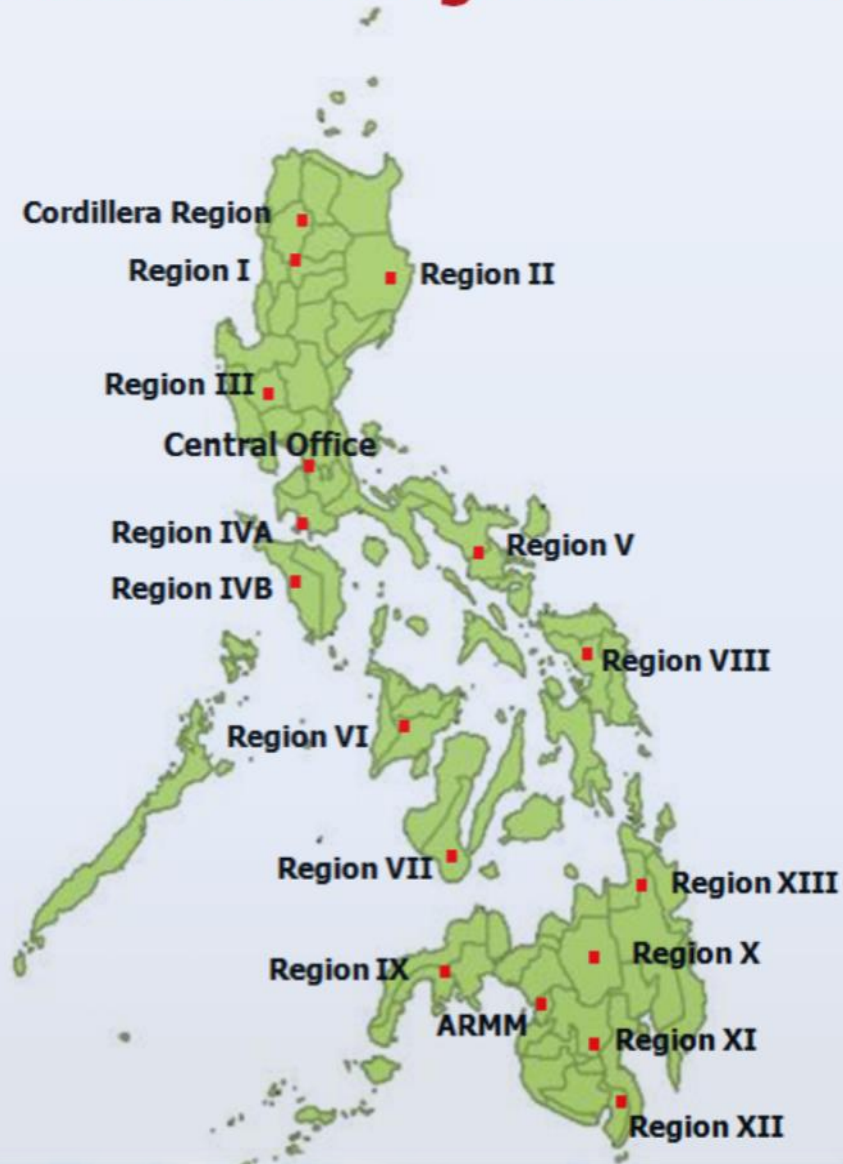 Cordillera Region
Region I
Region II
Region III
Central Office
Region IVA
Region V
Region IVB
Region VIII
Region VI
Region VII
Region XIII
Region X
Region IX
ARMM
Region XI
Region XII